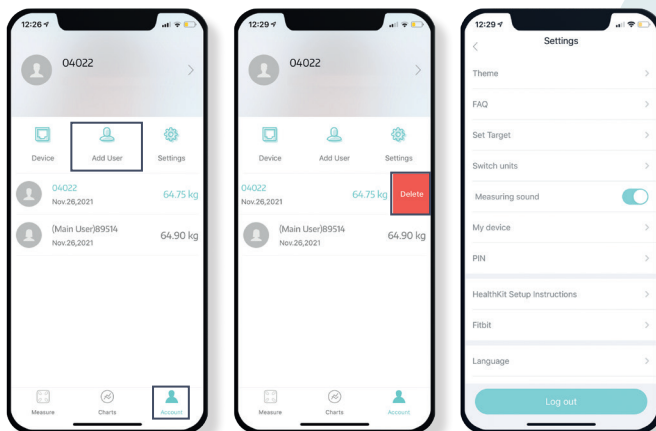 12:26
04022
Device Add User Settings
04022
Nov.26,2021
64.75 kg
(Main User)89514
Nov.26,2021
64.90 kg
Measure Charts Account
12:29
04022
Device Add User Settings
04022
Nov.26,2021
64.75 kg
Delete
(Main User)89514
Nov.26,2021
64.90 kg
Measure Charts Account
12:29
Settings
Theme
FAQ
Set Target
Switch units
Measuring sound
My device
PIN
HealthKit Setup Instructions
Fitbit
Language
Log out